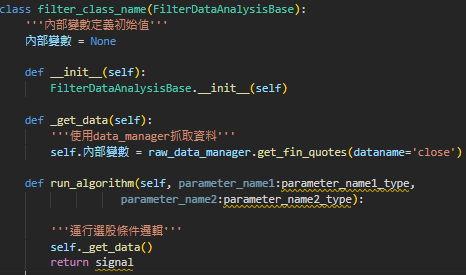 class filter_class_name(FilterDataAnalysisBase):
    '''內部變數定義初始值'''
    內部變數 = None
    def __init__(self):
        FilterDataAnalysisBase.__init__(self)
    def _get_data(self):
        '''使用data_manager抓取資料'''
        self.內部變數 = raw_data_manager.get_fin_quotes(dataname='close')
    def run_algorithm(self, parameter_name1:parameter_name1_type,
                      parameter_name2:parameter_name2_type):
        '''運行選股條件邏輯'''
        self._get_data()
        return signal